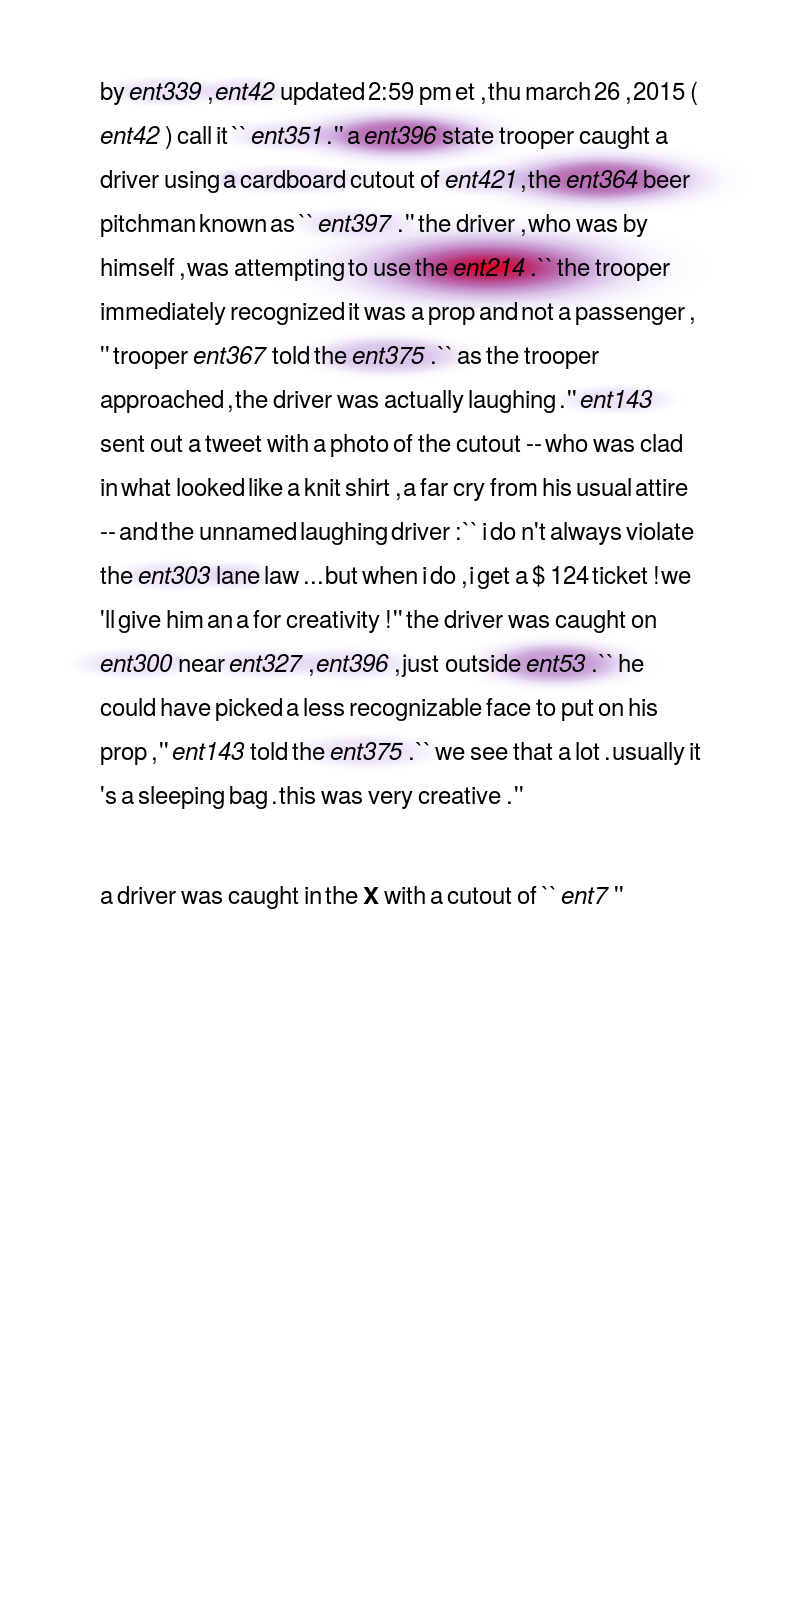 by ent339 , ent42 updated 2:59 pm et , thu march 26 , 2015 (
ent42 ) call it `` ent351 . '' a ent396 state trooper caught a
driver using a cardboard cutout of ent421 , the ent364 beer
pitchman known as `` ent397 . '' the driver , who was by
himself , was attempting to use the ent214 . `` the trooper
immediately recognized it was a prop and not a passenger ,
'' trooper ent367 told the ent375 . `` as the trooper
approached , the driver was actually laughing . '' ent143
sent out a tweet with a photo of the cutout -- who was clad
in what looked like a knit shirt , a far cry from his usual attire
-- and the unnamed laughing driver : `` i do n't always violate
the ent303 lane law ... but when i do , i get a $ 124 ticket ! we
'll give him an a for creativity ! '' the driver was caught on
ent300 near ent327 , ent396 , just outside ent53 . `` he
could have picked a less recognizable face to put on his
prop , '' ent143 told the ent375 . `` we see that a lot . usually it
's a sleeping bag . this was very creative . ''
a driver was caught in the X with a cutout of `` ent7 ''